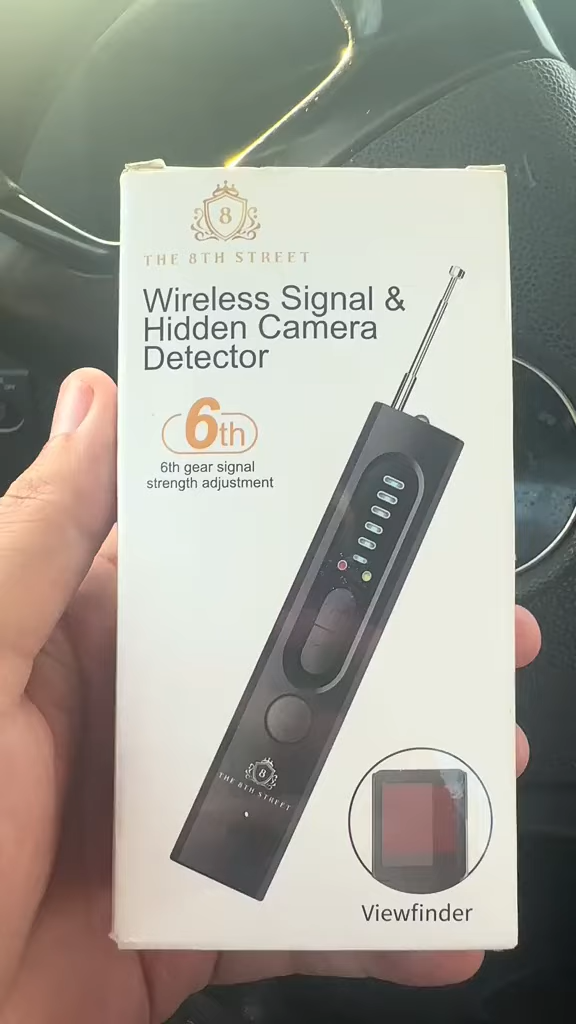 8
THE 8TH STREET
Wireless Signal &
Hidden Camera
Detector
6th
6th gear signal
strength adjustment
8
THE 8TH STREET
Viewfinder